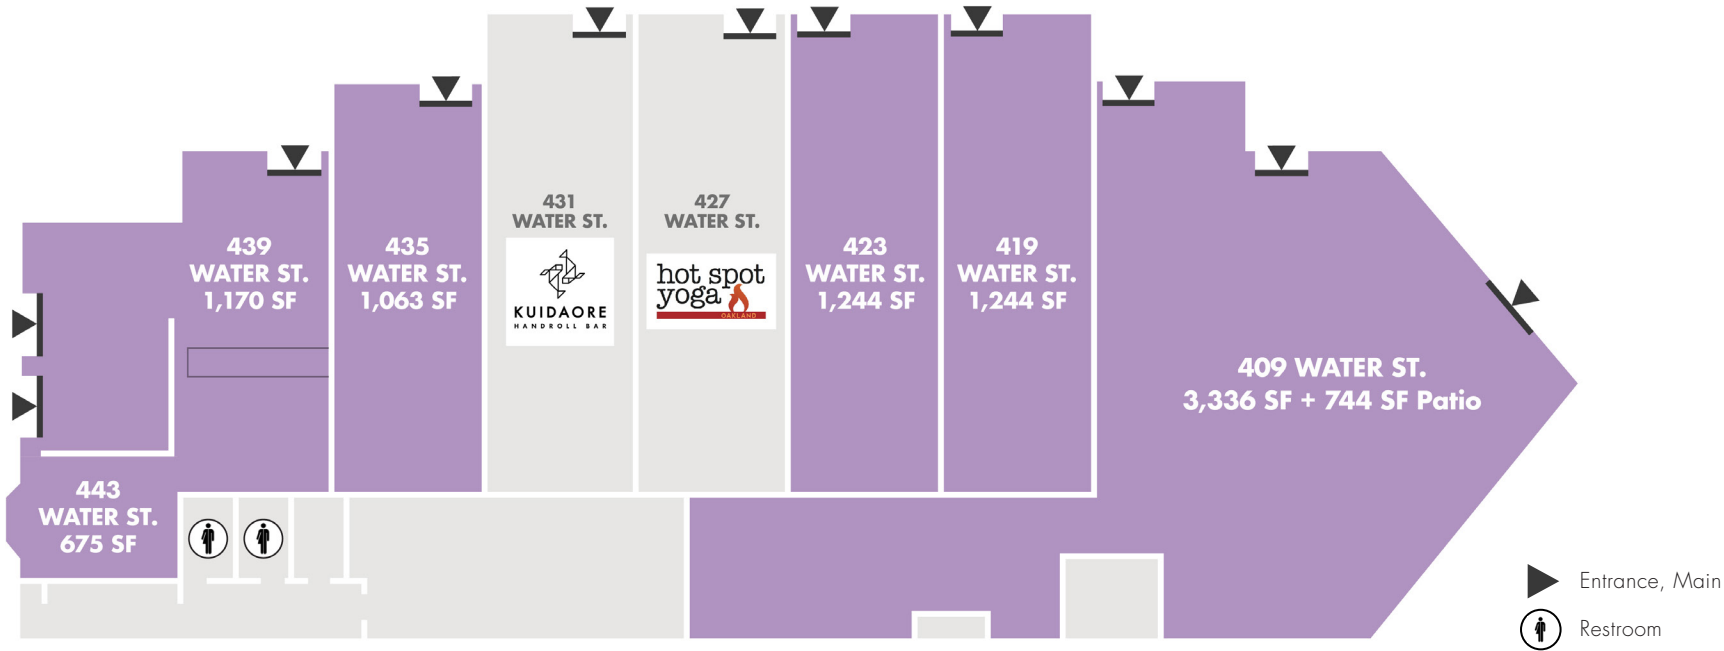 431
WATER ST.
KUIDAORE
HANDROLL BAR
427
WATER ST.
hot spot
yoga
OAKLAND
439
WATER ST.
1,170 SF
435
WATER ST.
1,063 SF
423
WATER ST.
1,244 SF
419
WATER ST.
1,244 SF
409 WATER ST.
3,336 SF + 744 SF Patio
443
WATER ST.
675 SF
Entrance, Main
Restroom